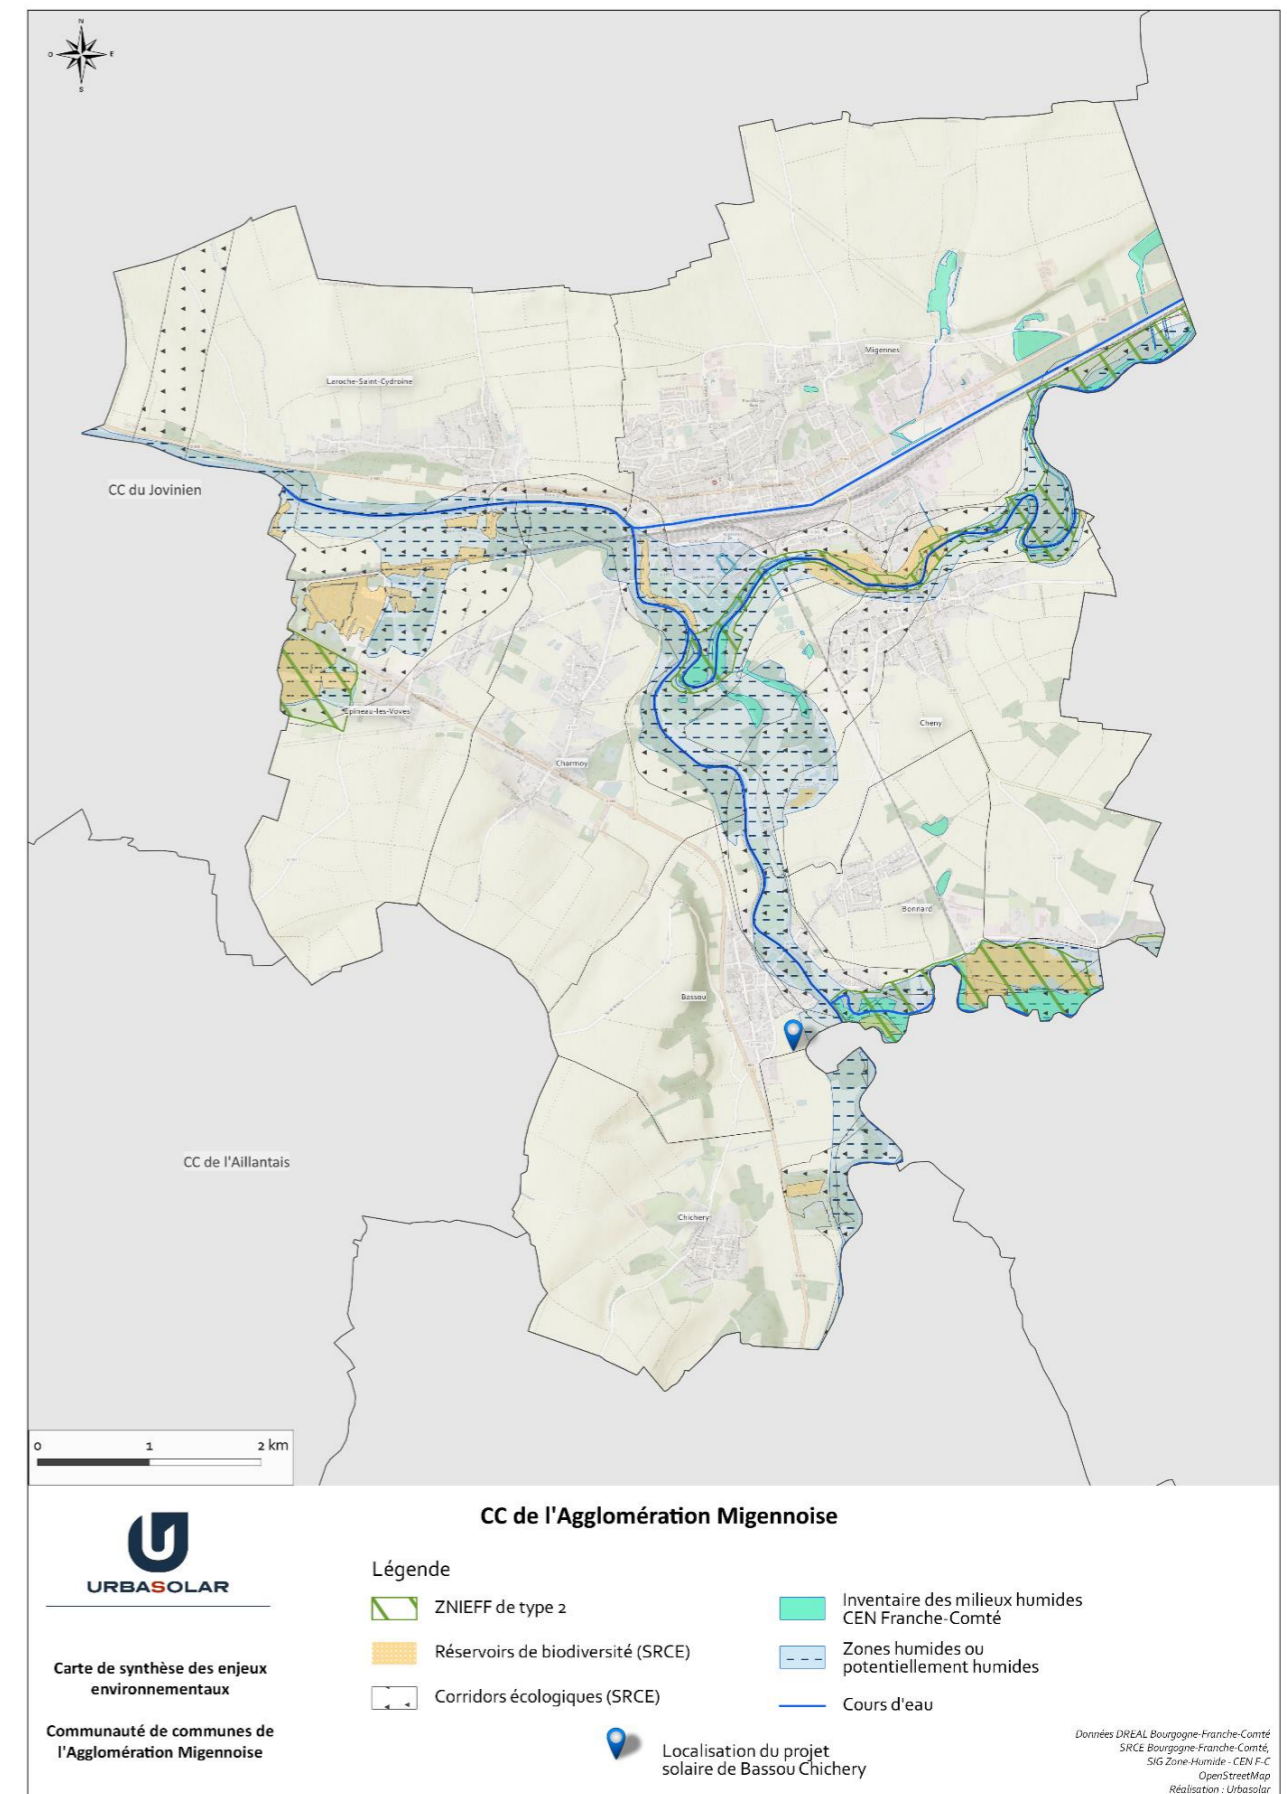 N
O
E
S
Migennes
Laroche-Saint-Cydroine
CC du Jovinien
Epineau-les-Voves
Cheny
Charmoy
Bonnard
Bassou
CC de l'Aillantais
Chichery
0 1 2 km
CC de l'Agglomération Migennoise
URBASOLAR
Légende
ZNIEFF de type 2
Réservoirs de biodiversité (SRCE)
Corridors écologiques (SRCE)
Inventaire des milieux humides
CEN Franche-Comté
Zones humides ou
potentiellement humides
Cours d'eau
Localisation du projet
solaire de Bassou Chichery
Carte de synthèse des enjeux
environnementaux
Communauté de communes de
l'Agglomération Migennoise
Données DREAL Bourgogne-Franche-Comté
SRCE Bourgogne-Franche-Comté,
SIG Zone-Humide - CEN F-C
OpenStreetMap
Réalisation : Urbasolar